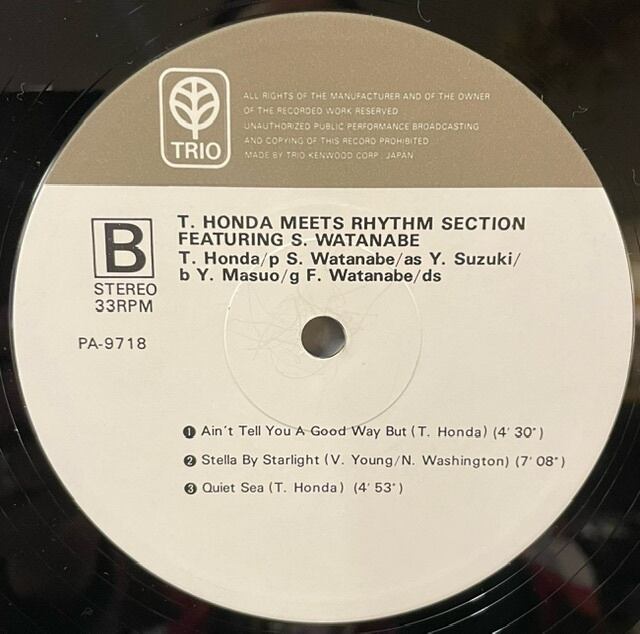 TRIO
ALL RIGHTS OF THE MANUFACTURER AND OF THE OWNER
OF THE RECORDED WORK RESERVED
UNAUTHORIZED PUBLIC PERFORMANCE BROADCASTING
AND COPYING OF THIS RECORD PROHIBITED
MADE BY TRIO KENWOOD CORP. JAPAN
B
STEREO
33RPM
PA-9718
T. HONDA MEETS RHYTHM SECTION
FEATURING S. WATANABE
T. Honda/p S. Watanabe/as Y. Suzuki/
b Y. Masuo/g F. Watanabe/ds
❶ Ain't Tell You A Good Way But (T. Honda) (4' 30")
❷ Stella By Starlight (V. Young/N. Washington) (7' 08")
❸ Quiet Sea (T. Honda) (4' 53")